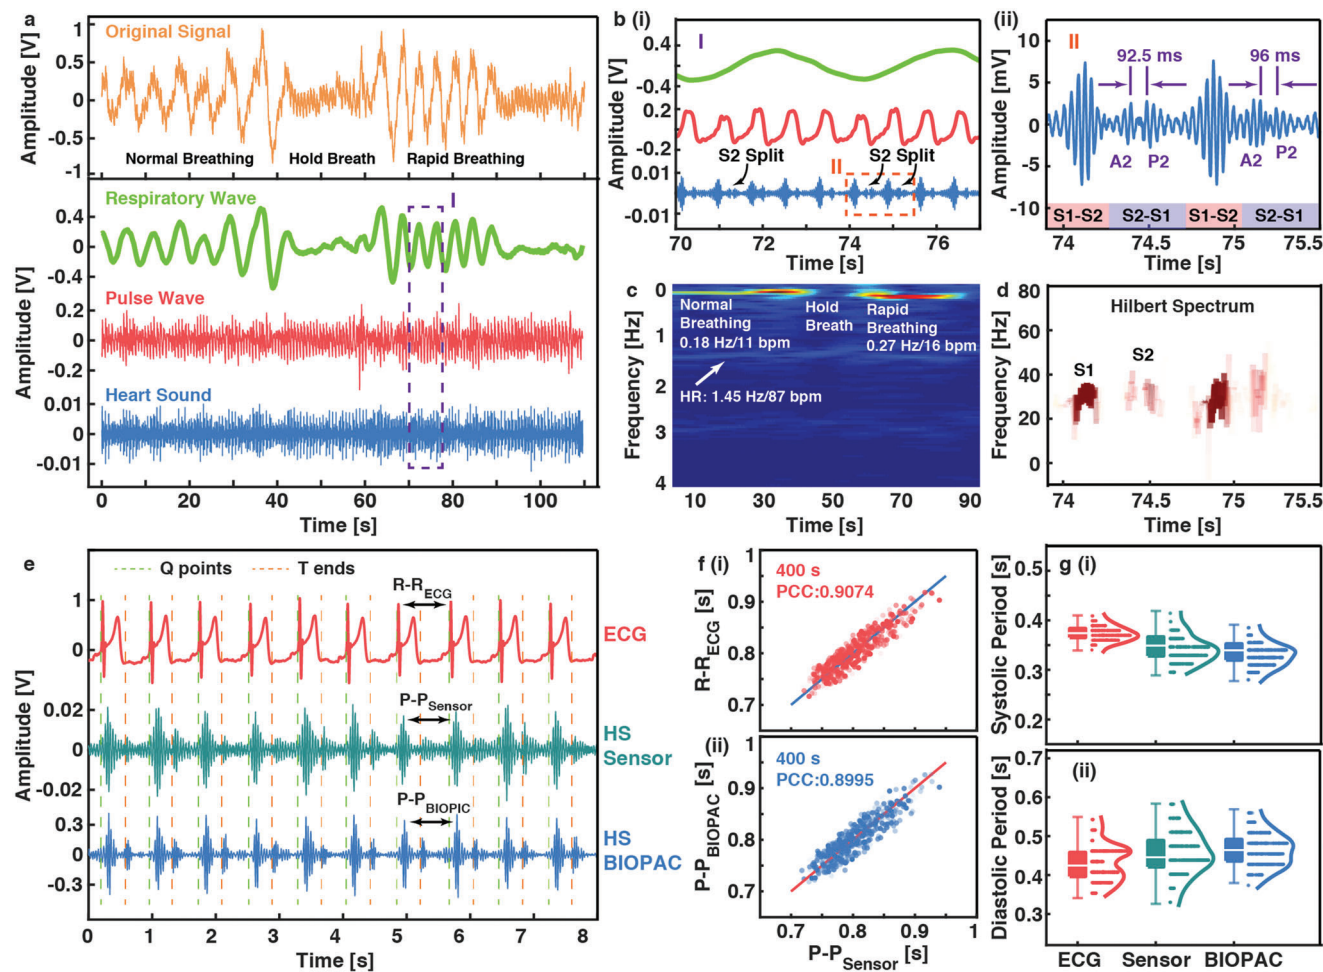 a
Original Signal
Amplitude [V]
1
0.5
0
-0.5
-1
Normal Breathing
Hold Breath
Rapid Breathing
Respiratory Wave
I
0.4
0
-0.4
Pulse Wave
0.2
0
-0.2
Heart Sound
0.01
0
-0.01
Amplitude [V]
0 20 40 60 80 100
Time [s]
b (i)
I
0.4
-0.4
0.2
-0.2
0.01
-0.01
Amplitude [V]
S2 Split
II
S2 Split
70 72 74 76
Time [s]
(ii)
II
92.5 ms
96 ms
Amplitude [mV]
10
5
0
-5
-10
A2 P2
A2 P2
S1-S2 S2-S1 S1-S2 S2-S1
74 74.5 75 75.5
Time [s]
c
Frequency [Hz]
0
1
2
3
4
Normal
Breathing
0.18 Hz/11 bpm
Hold
Breath
Rapid
Breathing
0.27 Hz/16 bpm
HR: 1.45 Hz/87 bpm
10 30 50 70 90
Time [s]
d
Hilbert Spectrum
Frequency [Hz]
80
60
40
20
0
S1
S2
74 74.5 75 75.5
Time [s]
e
Q points
T ends
R-R ECG
ECG
1
0
P-P Sensor
HS
Sensor
0.02
0
-0.02
P-P BIOPIC
HS
BIOPAC
0.3
0
-0.3
Amplitude [V]
0 1 2 3 4 5 6 7 8
Time [s]
f (i)
400 s
PCC:0.9074
R-R ECG [s]
1
0.9
0.8
0.7
(ii)
400 s
PCC:0.8995
P-P BIOPAC [s]
1
0.9
0.8
0.7
0.7 0.8 0.9 1
P-P Sensor [s]
g (i)
Systolic Period [s]
0.5
0.4
0.3
0.2
(ii)
Diastolic Period [s]
0.7
0.6
0.5
0.4
0.3
ECG Sensor BIOPAC